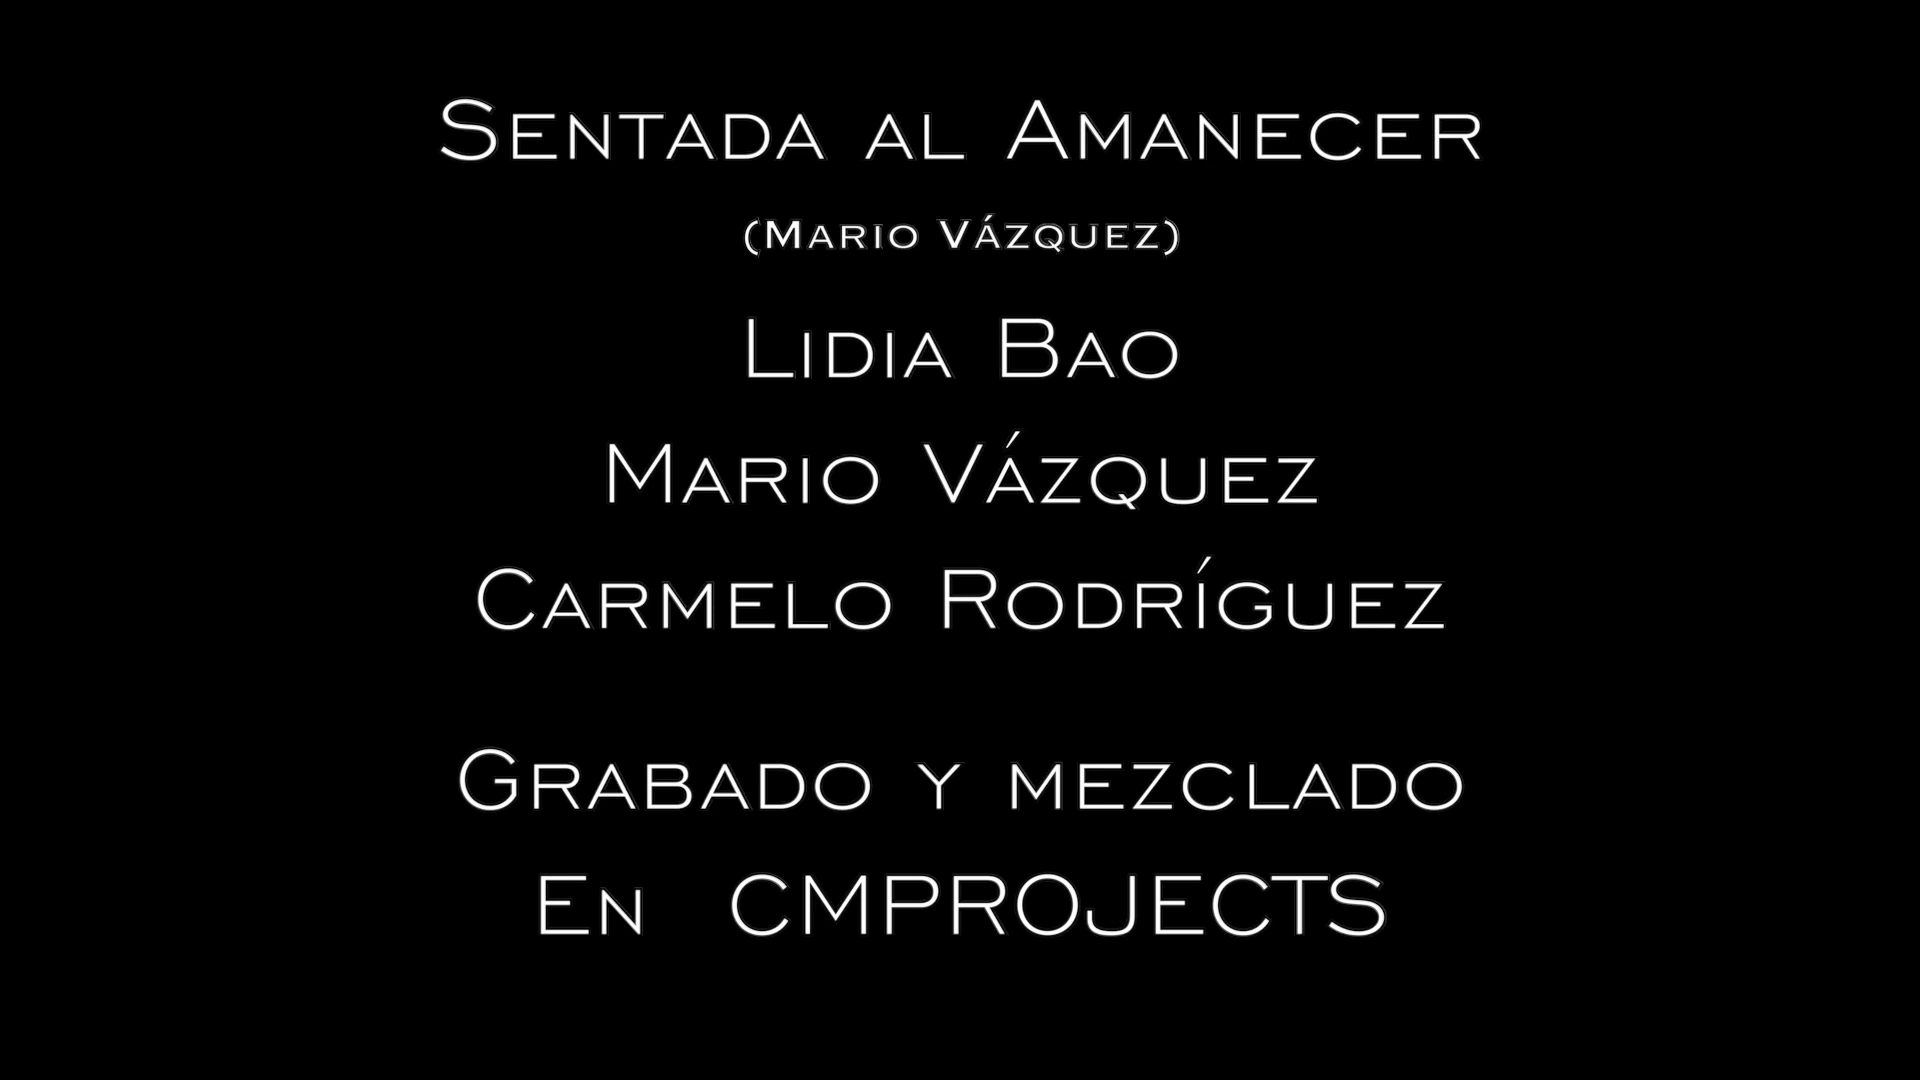 Sentada al Amanecer
(Mario Vázquez)
Lidia Bao
Mario Vázquez
Carmelo Rodríguez
Grabado y mezclado
En CMPROJECTS